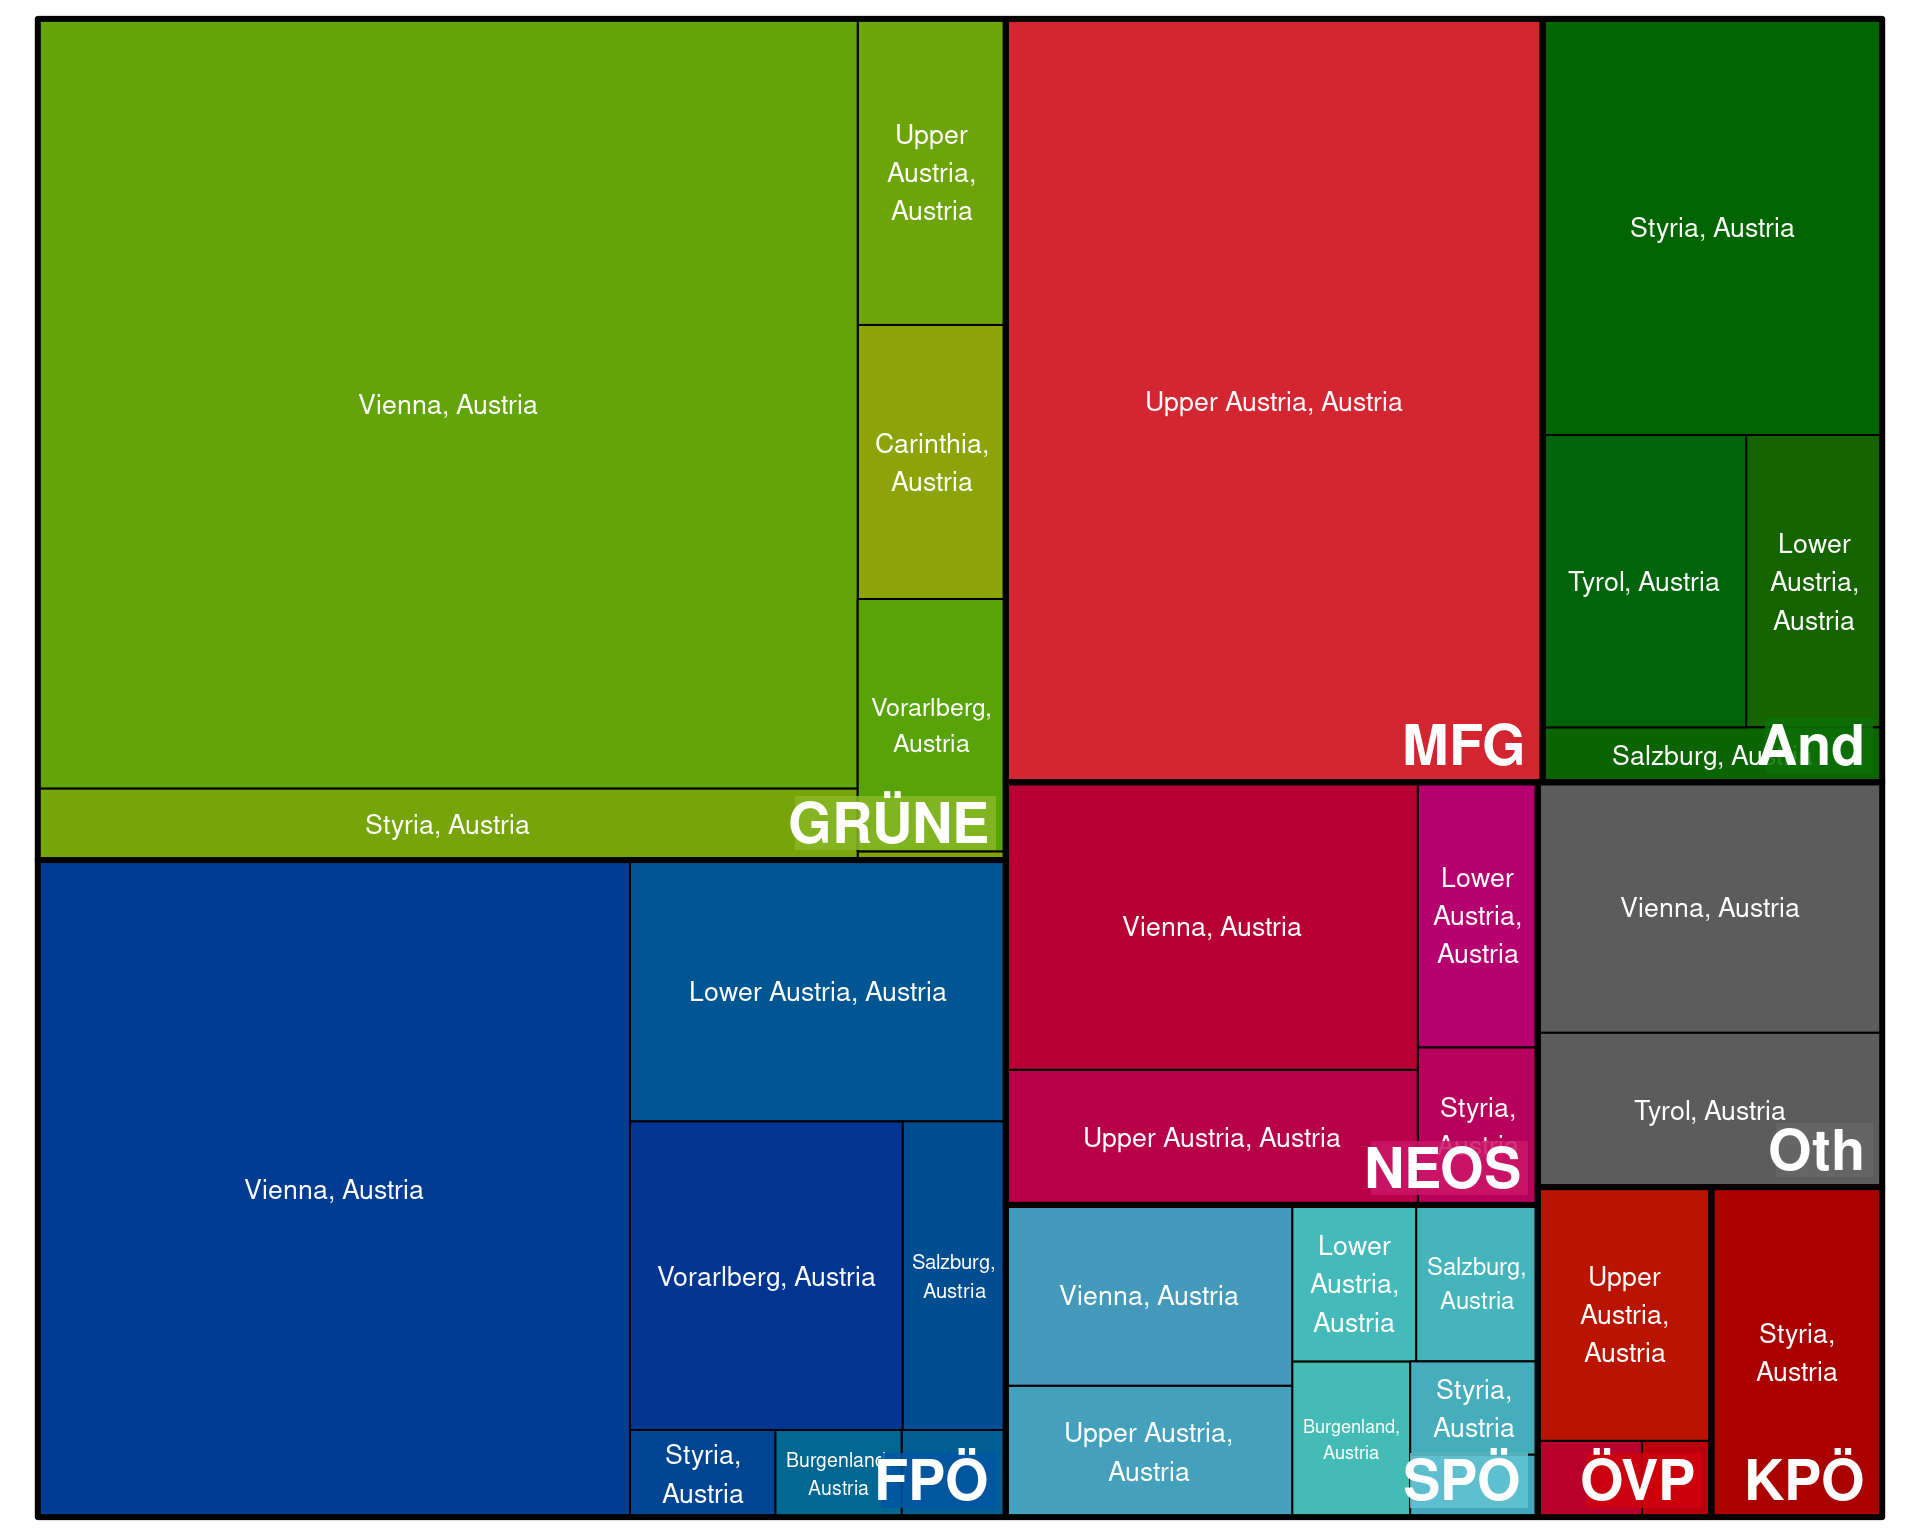 Vienna, Austria
Upper
Austria,
Austria
Carinthia,
Austria
Vorarlberg,
Austria
Styria, Austria
GRÜNE
Upper Austria, Austria
MFG
Styria, Austria
Tyrol, Austria
Lower
Austria,
Austria
Salzburg, Austria
And
Vienna, Austria
Lower Austria, Austria
Vorarlberg, Austria
Salzburg,
Austria
Styria,
Austria
Burgenland,
Austria
FPÖ
Vienna, Austria
Lower
Austria,
Austria
Upper Austria, Austria
Styria,
Austria
NEOS
Vienna, Austria
Tyrol, Austria
Oth
Vienna, Austria
Lower
Austria,
Austria
Salzburg,
Austria
Upper Austria,
Austria
Burgenland,
Austria
Styria,
Austria
SPÖ
Upper
Austria,
Austria
ÖVP
Styria,
Austria
KPÖ